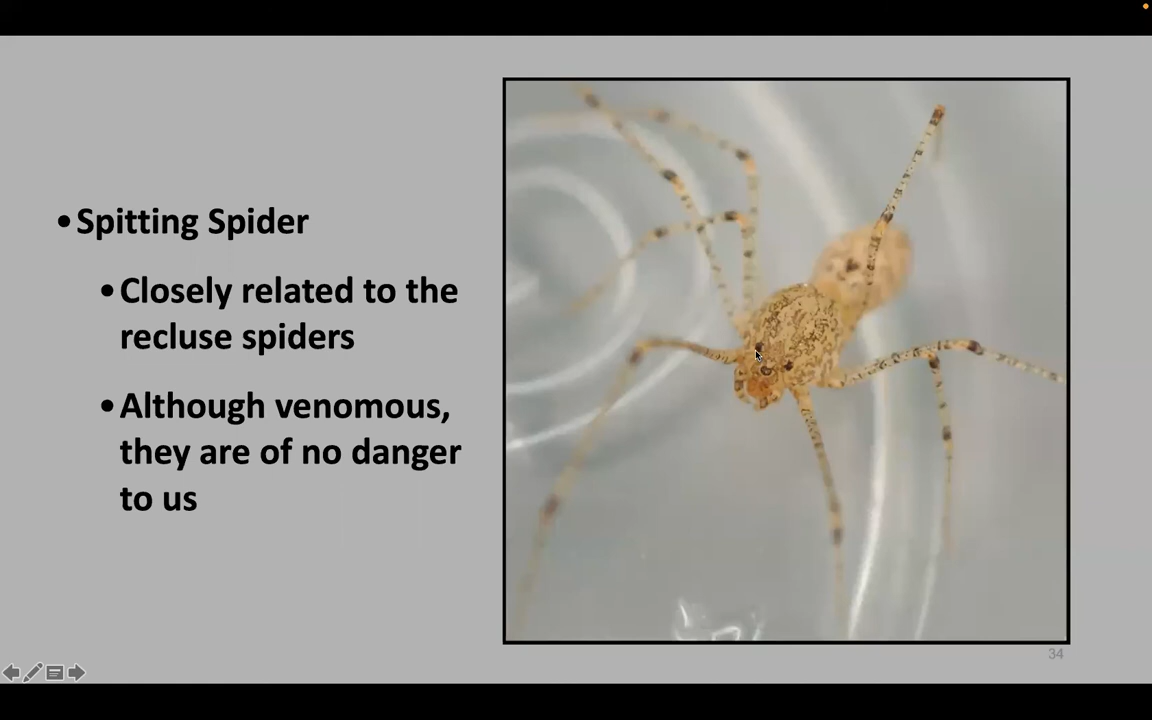 •Spitting Spider
•Closely related to the
recluse spiders
•Although venomous,
they are of no danger
to us
34